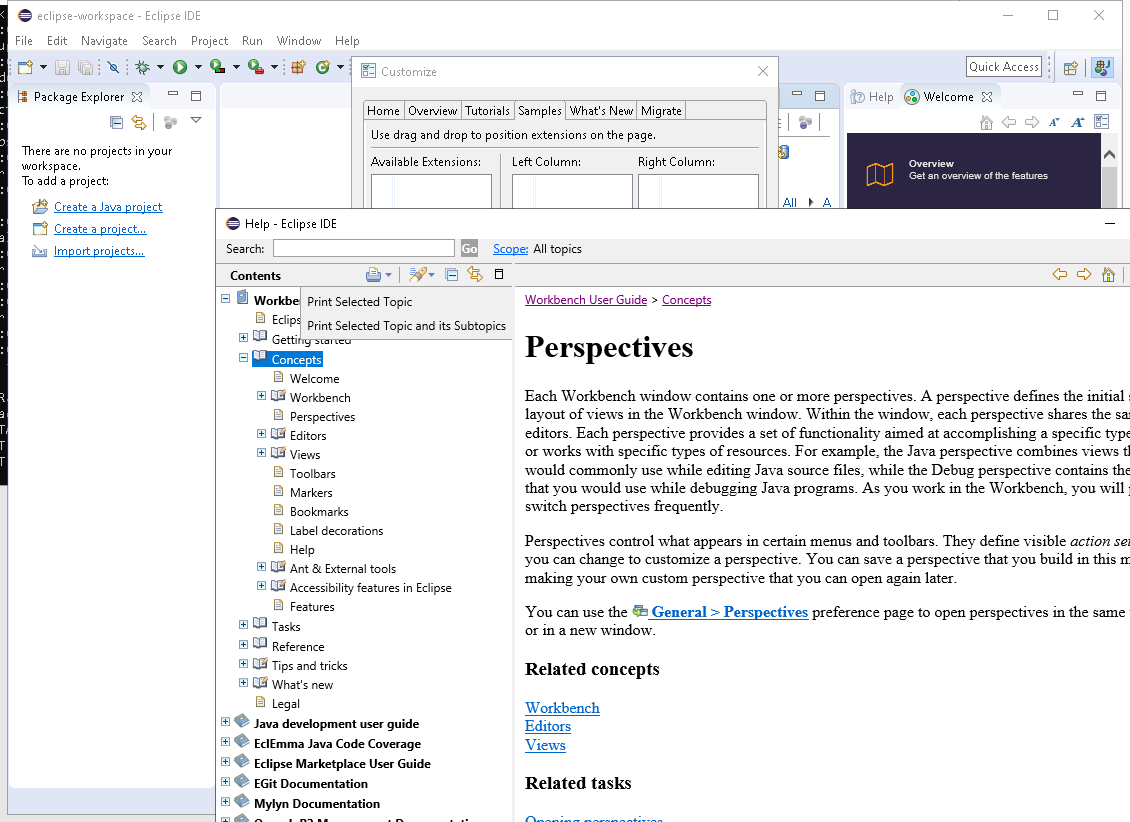 eclipse-workspace - Eclipse IDE
File Edit Navigate Search Project Run Window Help
Quick Access
Package Explorer
There are no projects in your
workspace.
To add a project:
Create a Java project
Create a project...
Import projects...
Customize
Home Overview Tutorials Samples What's New Migrate
Use drag and drop to position extensions on the page.
Available Extensions: Left Column: Right Column:
All A
Help Welcome
Overview
Get an overview of the features
Help - Eclipse IDE
Search: Go Scope: All topics
Contents
Print Selected Topic
Print Selected Topic and its Subtopics
Workbe
Eclips
Getting started
Concepts
Welcome
Workbench
Perspectives
Editors
Views
Toolbars
Markers
Bookmarks
Label decorations
Help
Ant & External tools
Accessibility features in Eclipse
Features
Tasks
Reference
Tips and tricks
What's new
Legal
Java development user guide
EclEmma Java Code Coverage
Eclipse Marketplace User Guide
EGit Documentation
Mylyn Documentation
Workbench User Guide > Concepts
Perspectives
Each Workbench window contains one or more perspectives. A perspective defines the initial
layout of views in the Workbench window. Within the window, each perspective shares the sa
editors. Each perspective provides a set of functionality aimed at accomplishing a specific type
or works with specific types of resources. For example, the Java perspective combines views t
would commonly use while editing Java source files, while the Debug perspective contains the
that you would use while debugging Java programs. As you work in the Workbench, you will
switch perspectives frequently.
Perspectives control what appears in certain menus and toolbars. They define visible action se
you can change to customize a perspective. You can save a perspective that you build in this m
making your own custom perspective that you can open again later.
You can use the General > Perspectives preference page to open perspectives in the same
or in a new window.
Related concepts
Workbench
Editors
Views
Related tasks
Opening perspectives